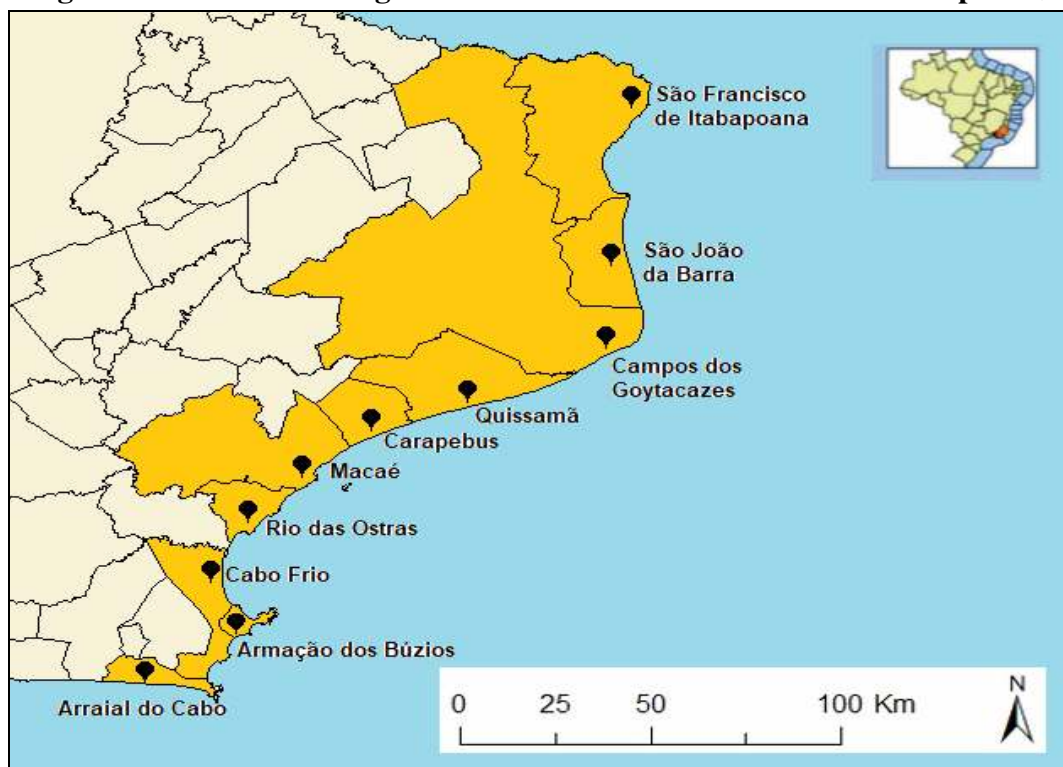 São Francisco
de Itabapoana
São João
da Barra
Campos dos
Goytacazes
Quissamã
Carapebus
Macaé
Rio das Ostras
Cabo Frio
Armação dos Búzios
Arraial do Cabo
0 25 50 100 Km
N